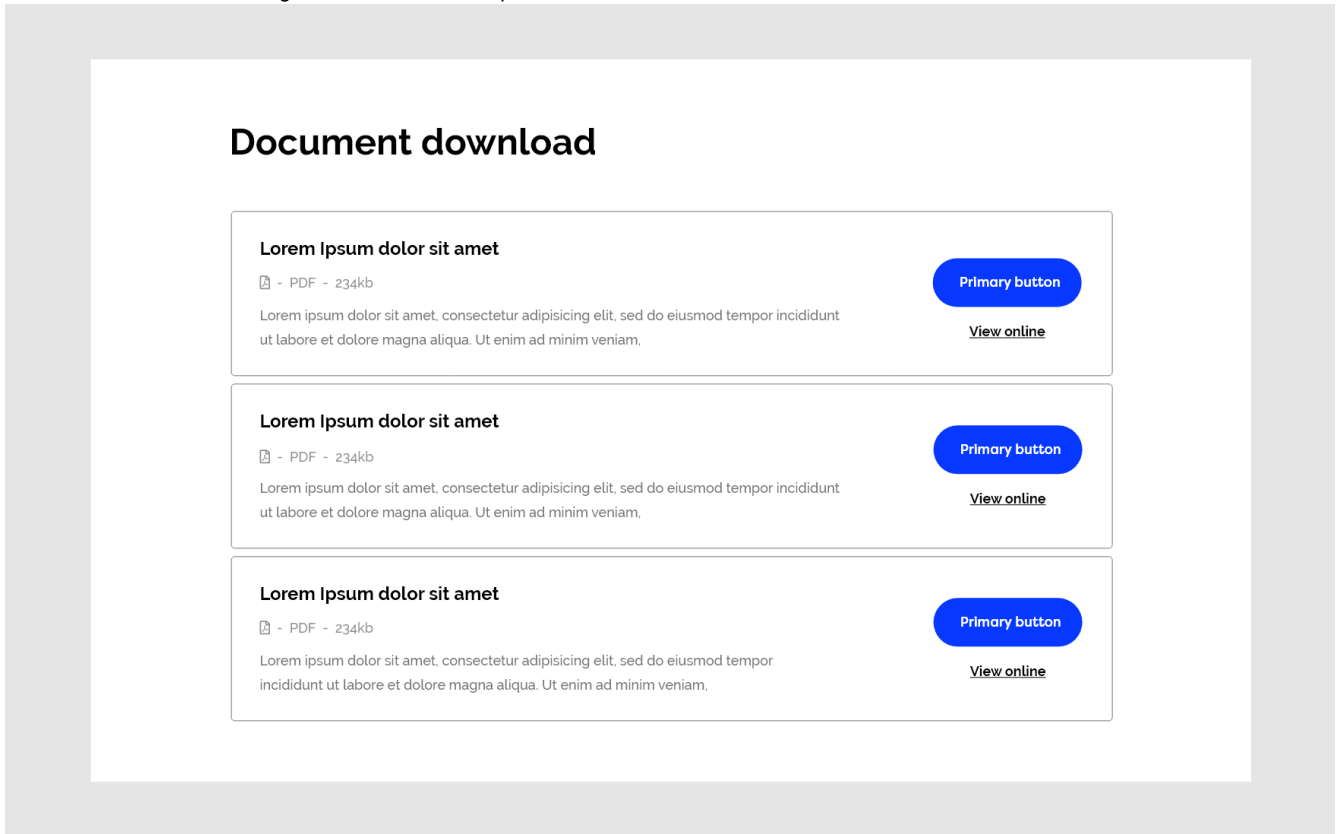 Document download
Lorem Ipsum dolor sit amet
- PDF - 234kb
Lorem ipsum dolor sit amet, consectetur adipisicing elit, sed do eiusmod tempor incididunt
ut labore et dolore magna aliqua. Ut enim ad minim veniam,
Primary button
View online
Lorem Ipsum dolor sit amet
- PDF - 234kb
Lorem ipsum dolor sit amet, consectetur adipisicing elit, sed do eiusmod tempor incididunt
ut labore et dolore magna aliqua. Ut enim ad minim veniam,
Primary button
View online
Lorem Ipsum dolor sit amet
- PDF - 234kb
Lorem ipsum dolor sit amet, consectetur adipisicing elit, sed do eiusmod tempor
incididunt ut labore et dolore magna aliqua. Ut enim ad minim veniam,
Primary button
View online